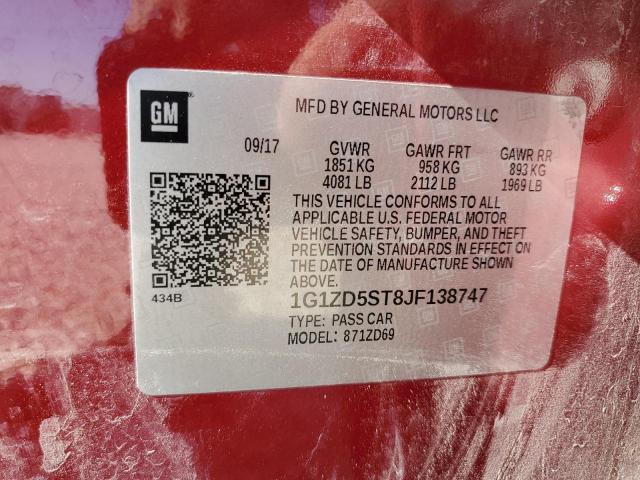 GM
MFD BY GENERAL MOTORS LLC
09/17 GVWR GAWR FRT GAWR RR
1851 KG 958 KG 893 KG
4081 LB 2112 LB 1969 LB
THIS VEHICLE CONFORMS TO ALL
APPLICABLE U.S. FEDERAL MOTOR
VEHICLE SAFETY, BUMPER, AND THEFT
PREVENTION STANDARDS IN EFFECT ON
THE DATE OF MANUFACTURE SHOWN
ABOVE.
434B
1G1ZD5ST8JF138747
TYPE: PASS CAR
MODEL: 871ZD69